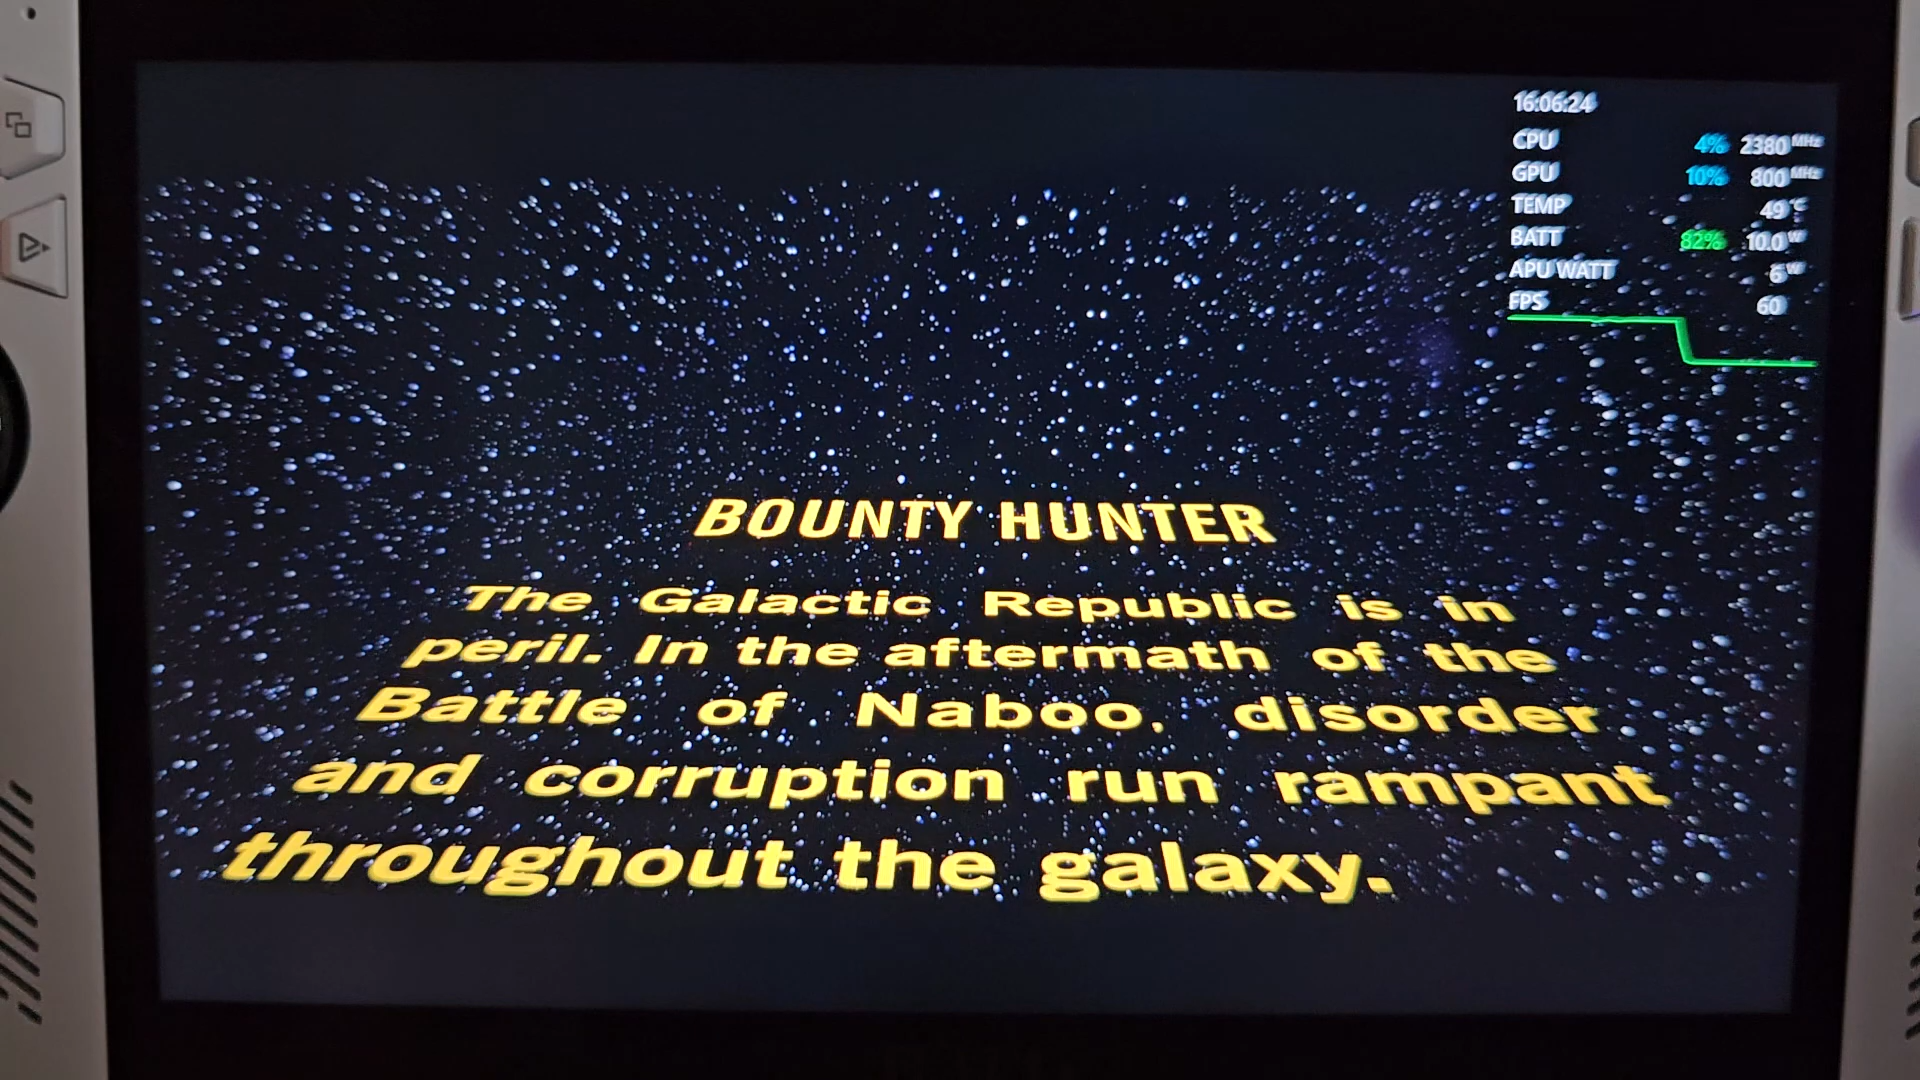 16:06:24
CPU 4% 2380 MHz
GPU 10% 800 MHz
TEMP 49°C
BATT 82% 10.0 W
APU WATT 6 W
FPS 60
BOUNTY HUNTER
The Galactic Republic is in
peril. In the aftermath of the
Battle of Naboo, disorder
and corruption run rampant
throughout the galaxy.